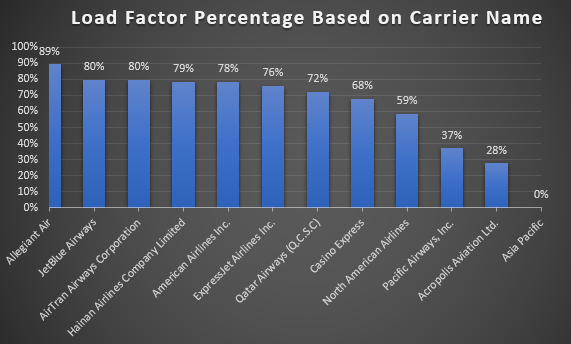 Load Factor Percentage Based on Carrier Name
100%
90%
80%
70%
60%
50%
40%
30%
20%
10%
0%
89%
80%
80%
79%
78%
76%
72%
68%
59%
37%
28%
0%
Allegiant Air
JetBlue Airways
AirTran Airways Corporation
Hainan Airlines Company Limited
American Airlines Inc.
ExpressJet Airlines Inc.
Qatar Airways (Q.C.S.C)
Casino Express
North American Airlines
Pacific Airways, Inc.
Acropolis Aviation Ltd.
Asia Pacific